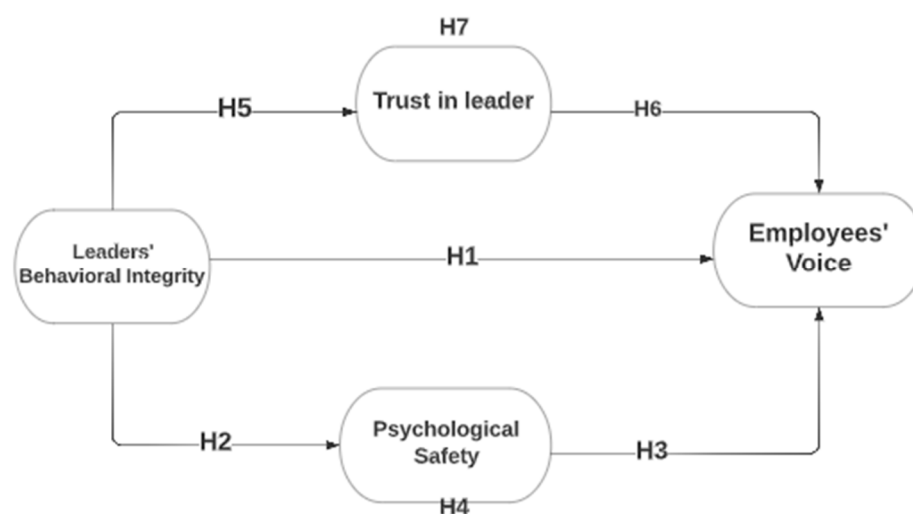 H7
Trust in leader
H5
H6
Leaders'
Behavioral Integrity
H1
Employees'
Voice
H2
Psychological
Safety
H3
H4